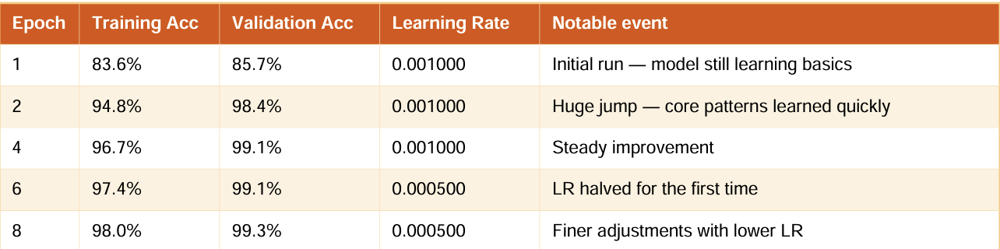 Epoch Training Acc Validation Acc Learning Rate Notable event
1 83.6% 85.7% 0.001000 Initial run — model still learning basics
2 94.8% 98.4% 0.001000 Huge jump — core patterns learned quickly
4 96.7% 99.1% 0.001000 Steady improvement
6 97.4% 99.1% 0.000500 LR halved for the first time
8 98.0% 99.3% 0.000500 Finer adjustments with lower LR